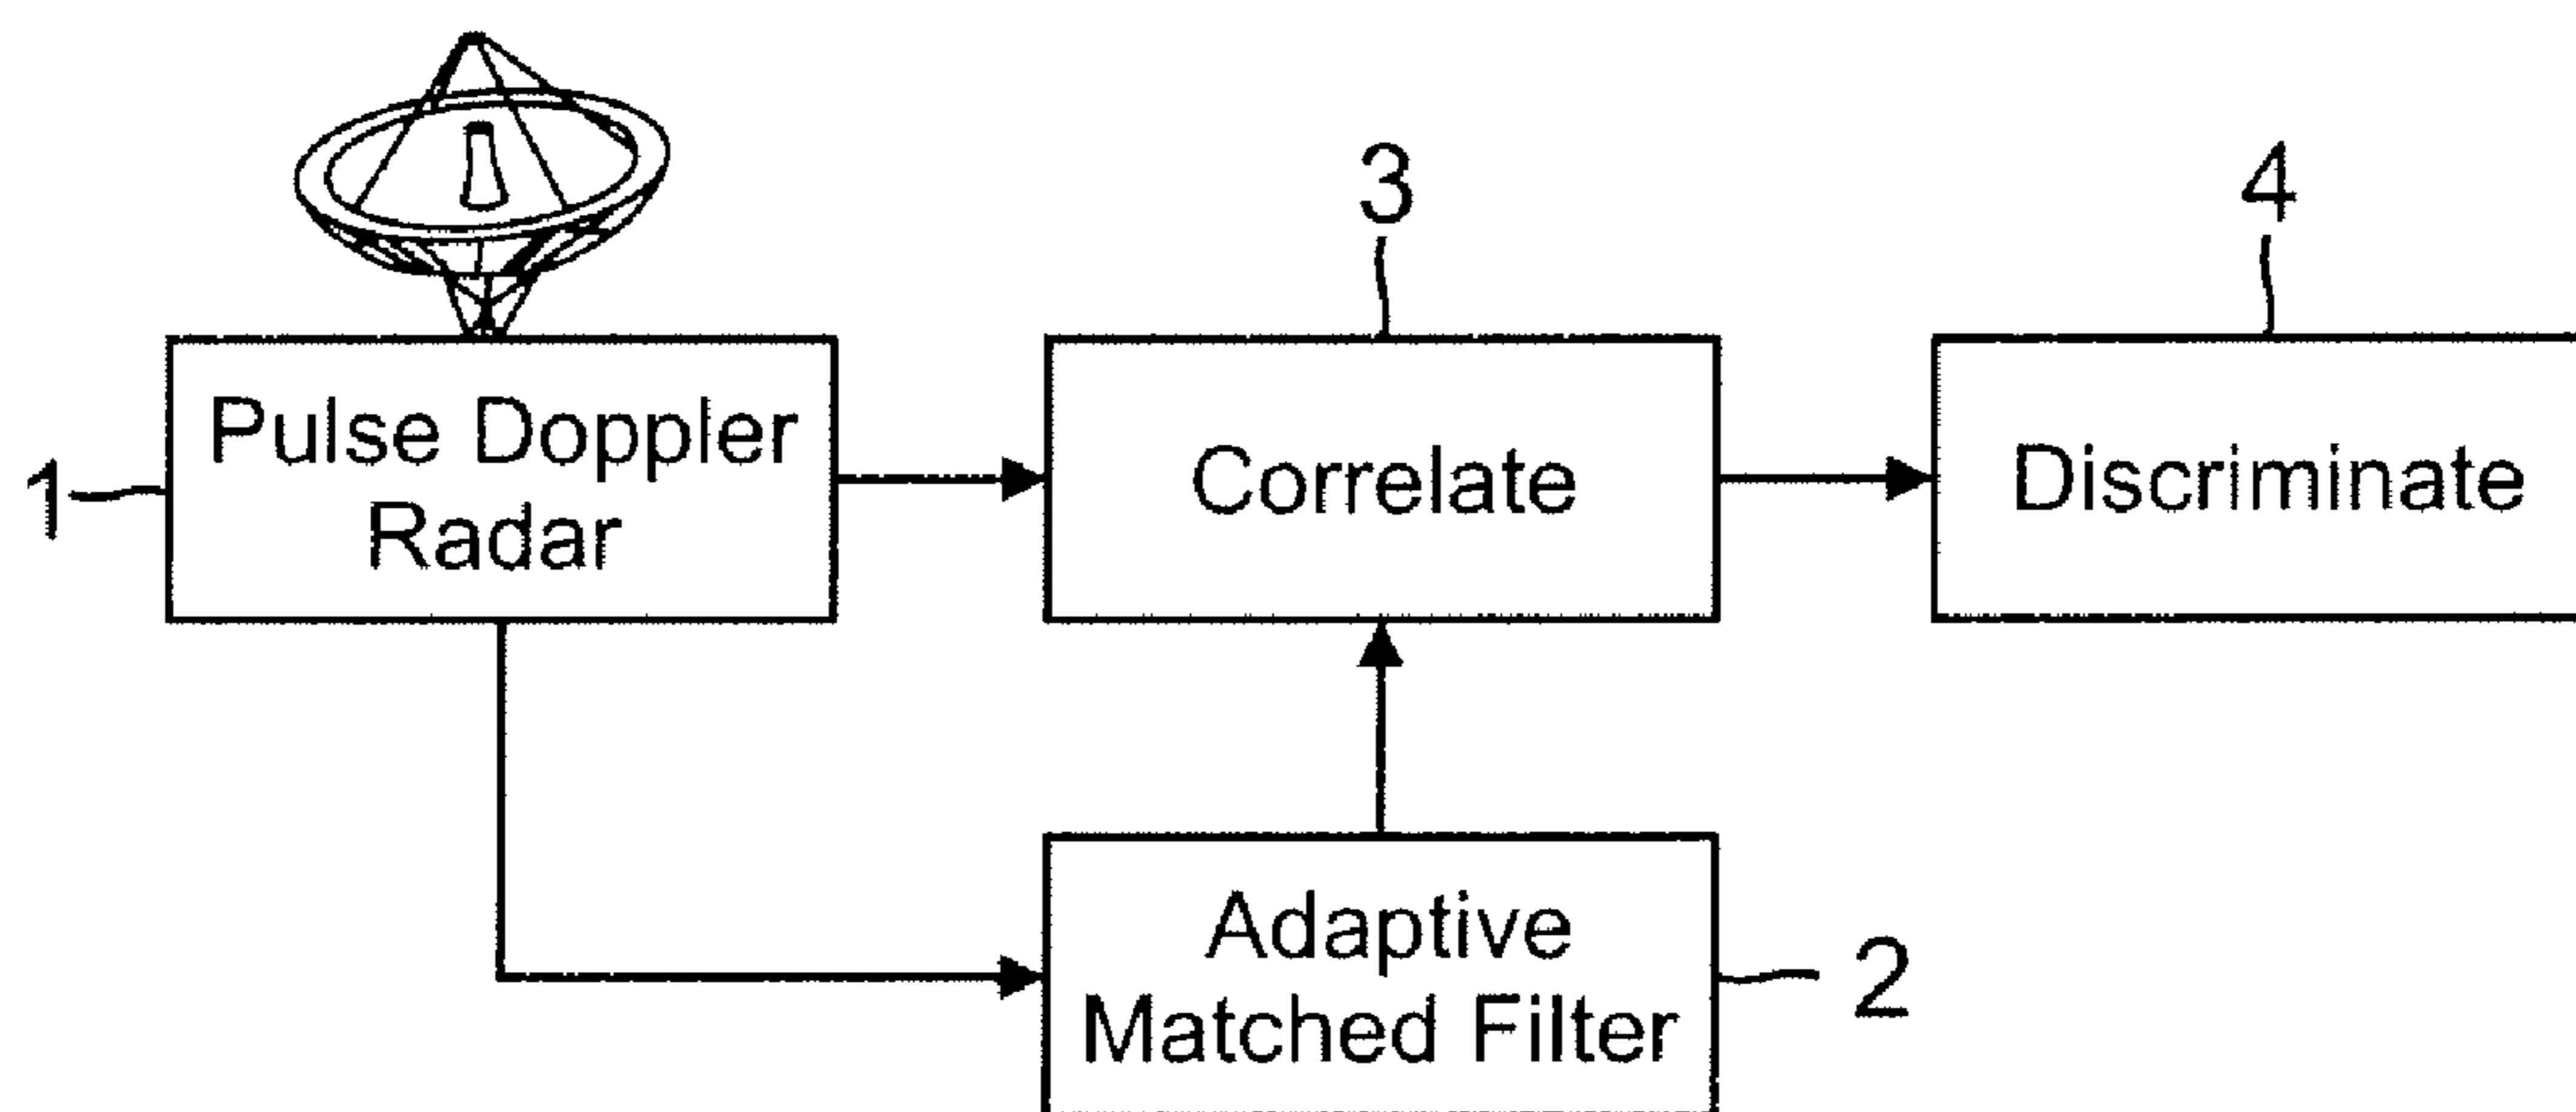 3
4
1
Pulse Doppler
Radar
Correlate
Discriminate
Adaptive
Matched Filter
2